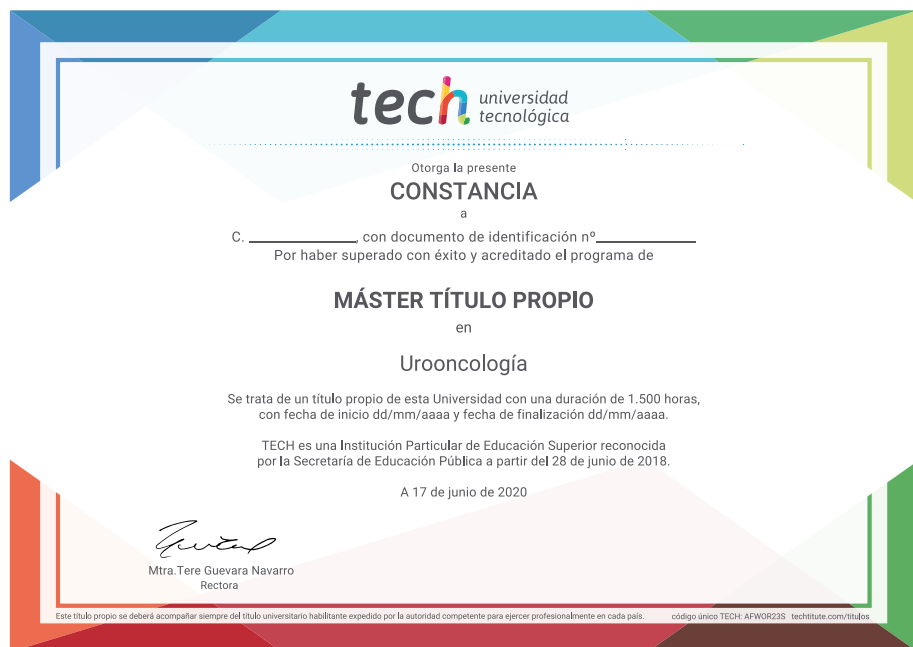 tech universidad
tecnológica
Otorga la presente
CONSTANCIA
a
C. ____________, con documento de identificación nº____________
Por haber superado con éxito y acreditado el programa de
MÁSTER TÍTULO PROPIO
en
Urooncología
Se trata de un título propio de esta Universidad con una duración de 1.500 horas,
con fecha de inicio dd/mm/aaaa y fecha de finalización dd/mm/aaaa.
TECH es una Institución Particular de Educación Superior reconocida
por la Secretaría de Educación Pública a partir del 28 de junio de 2018.
A 17 de junio de 2020
Mtra.Tere Guevara Navarro
Rectora
Este título propio se deberá acompañar siempre del título universitario habilitante expedido por la autoridad competente para ejercer profesionalmente en cada país. código único TECH: AFWOR23S techtitute.com/titulos